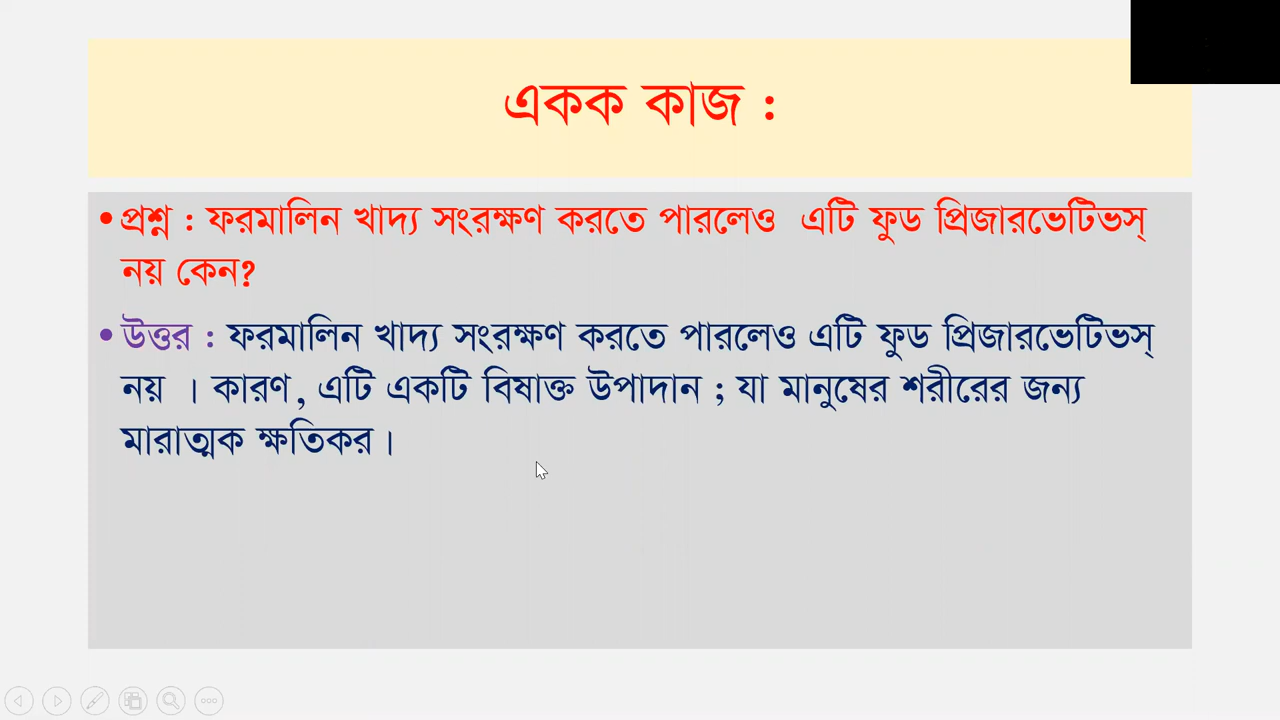 একক কাজ :
•প্রশ্ন : ফরমালিন খাদ্য সংরক্ষণ করতে পারলেও এটি ফুড প্রিজারভেটিভস্
নয় কেন?
•উত্তর : ফরমালিন খাদ্য সংরক্ষণ করতে পারলেও এটি ফুড প্রিজারভেটিভস্
নয় । কারণ, এটি একটি বিষাক্ত উপাদান ; যা মানুষের শরীরের জন্য
মারাত্মক ক্ষতিকর।